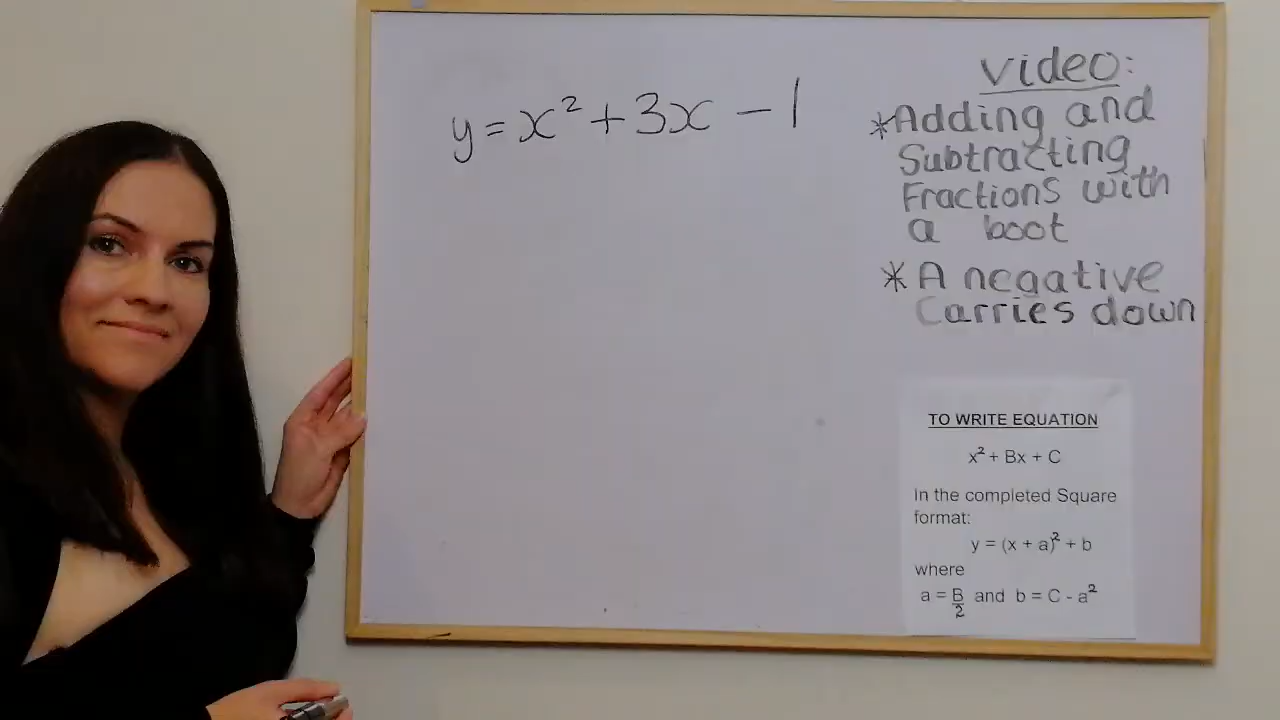 y = x² + 3x - 1
Video:
*Adding and
Subtracting
Fractions with
a boot
* A negative
Carries down
TO WRITE EQUATION
x² + Bx + C
In the completed Square
format:
y = (x + a)² + b
where
a = B/2 and b = C - a²